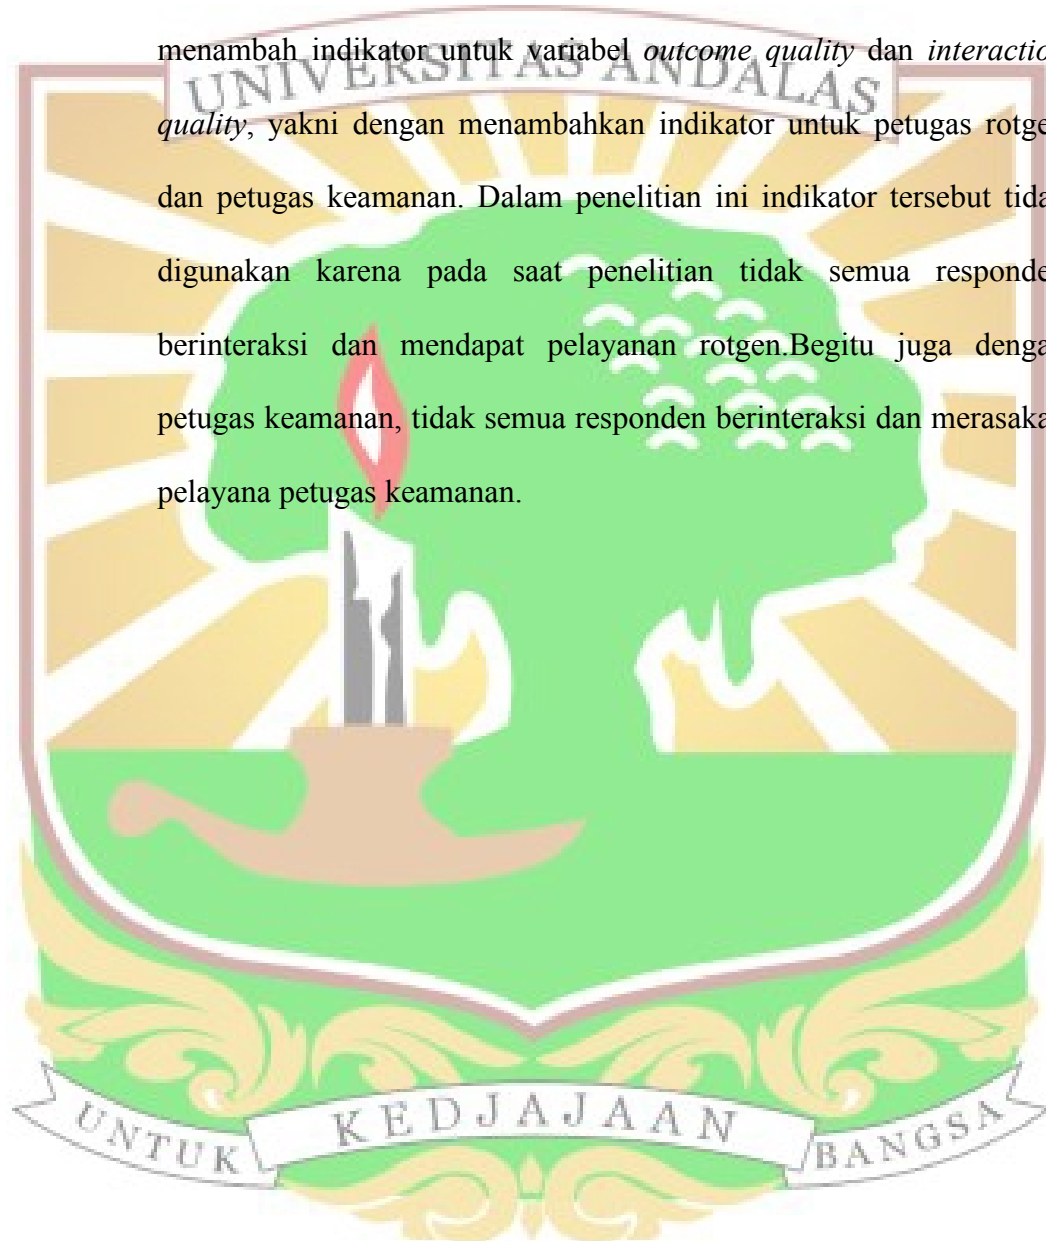 menambah indikator untuk variabel outcome quality dan interactio
UNIVERSITAS ANDALAS
quality, yakni dengan menambahkan indikator untuk petugas rotge
dan petugas keamanan. Dalam penelitian ini indikator tersebut tida
digunakan karena pada saat penelitian tidak semua responde
berinteraksi dan mendapat pelayanan rotgen.Begitu juga denga
petugas keamanan, tidak semua responden berinteraksi dan merasaka
pelayana petugas keamanan.
UNTUK KEDJAJAAN BANGSA